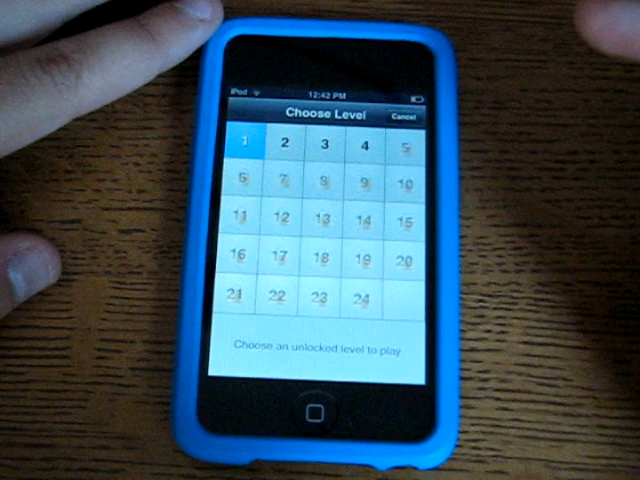 iPod 12:42 PM
Choose Level Cancel
1 2 3 4 5
6 7 8 9 10
11 12 13 14 15
16 17 18 19 20
21 22 23 24
Choose an unlocked level to play